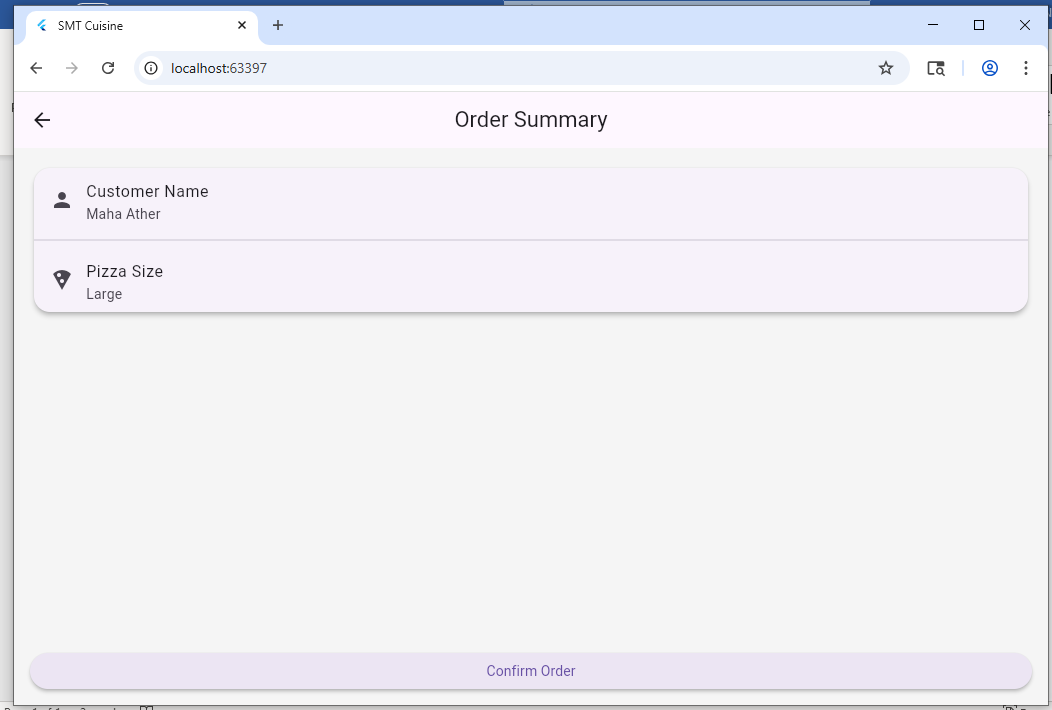 SMT Cuisine
localhost:63397
Order Summary
Customer Name
Maha Ather
Pizza Size
Large
Confirm Order